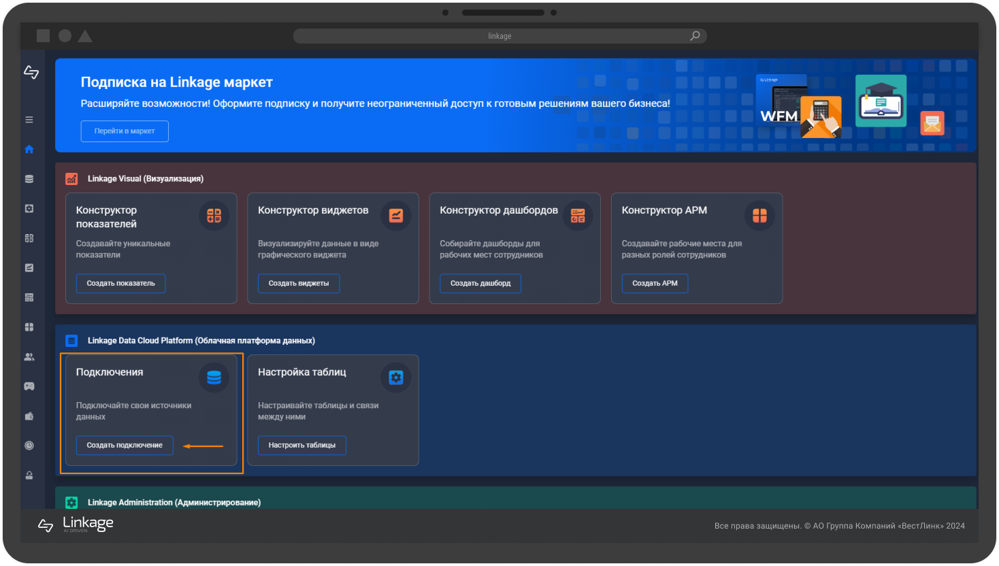 linkage
Подписка на Linkage маркет
Расширяйте возможности! Оформите подписку и получите неограниченный доступ к готовым решениям вашего бизнеса!
Перейти в маркет
Linkage
WFM
Linkage Visual (Визуализация)
Конструктор
показателей
Создавайте уникальные
показатели
Создать показатель
Конструктор виджетов
Визуализируйте данные в виде
графического виджета
Создать виджеты
Конструктор дашбордов
Собирайте дашборды для
рабочих мест сотрудников
Создать дашборд
Конструктор АРМ
Создавайте рабочие места для
разных ролей сотрудников
Создать АРМ
Linkage Data Cloud Platform (Облачная платформа данных)
Подключения
Подключайте свои источники
данных
Создать подключение
Настройка таблиц
Настраивайте таблицы и связи
между ними
Настроить таблицы
Linkage Administration (Администрирование)
Linkage
AI DRIVEN
Все права защищены. © АО Группа Компаний «ВестЛинк» 2024